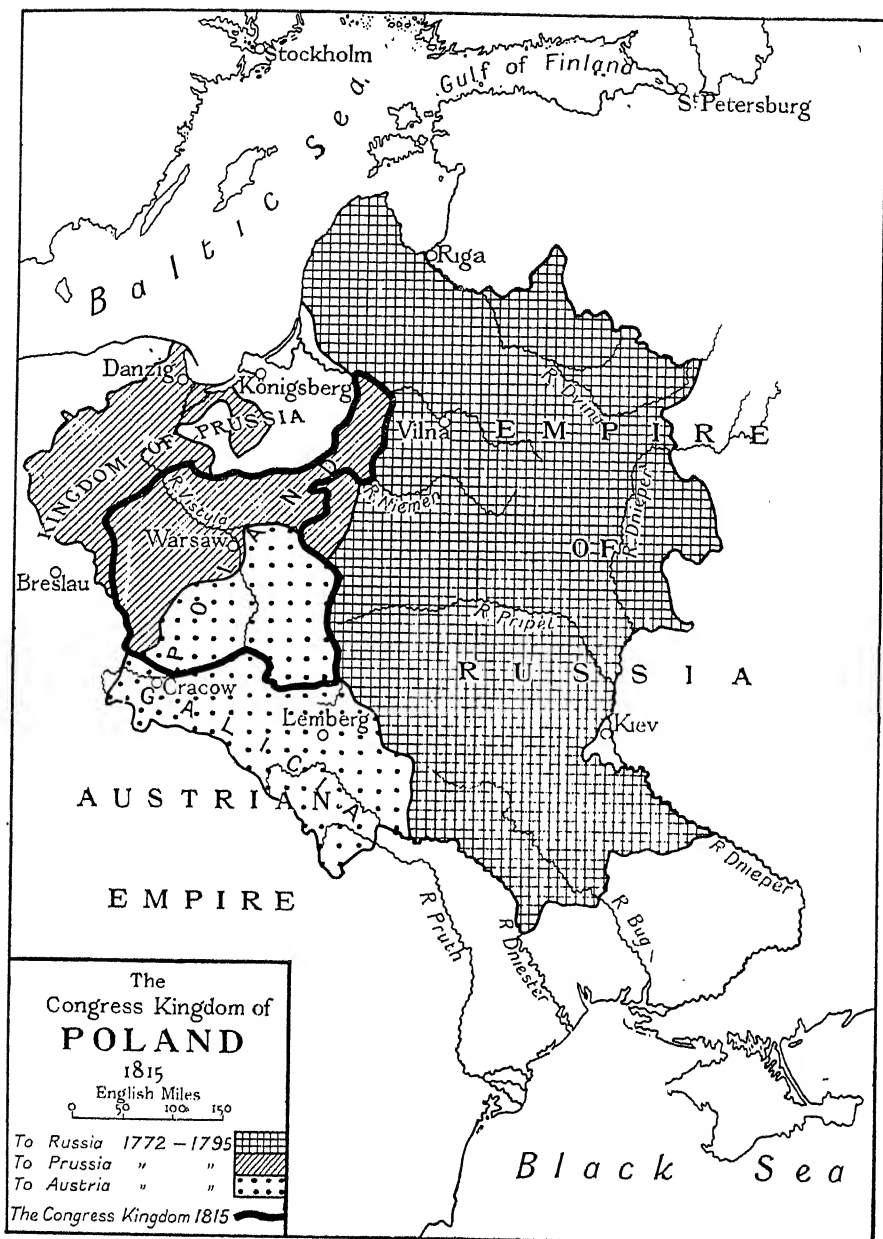 Stockholm
Gulf of Finland
St. Petersburg
Baltic Sea
Riga
Danzig
Königsberg
R. Dvina
KINGDOM OF PRUSSIA
Vilna
EMPIRE
R. Niemen
R. Dnieper
R. Viscula
POLAND
Warsaw
OF
Breslau
R. Pripet
RUSSIA
Cracow
GALICIA
Lemberg
Kiev
AUSTRIAN
EMPIRE
R Dnieper
R Pruth
R Dniester
R Bug
The
Congress Kingdom of
POLAND
1815
English Miles
0 50 100 150
To Russia 1772 – 1795
To Prussia " "
To Austria " "
The Congress Kingdom 1815
Black Sea